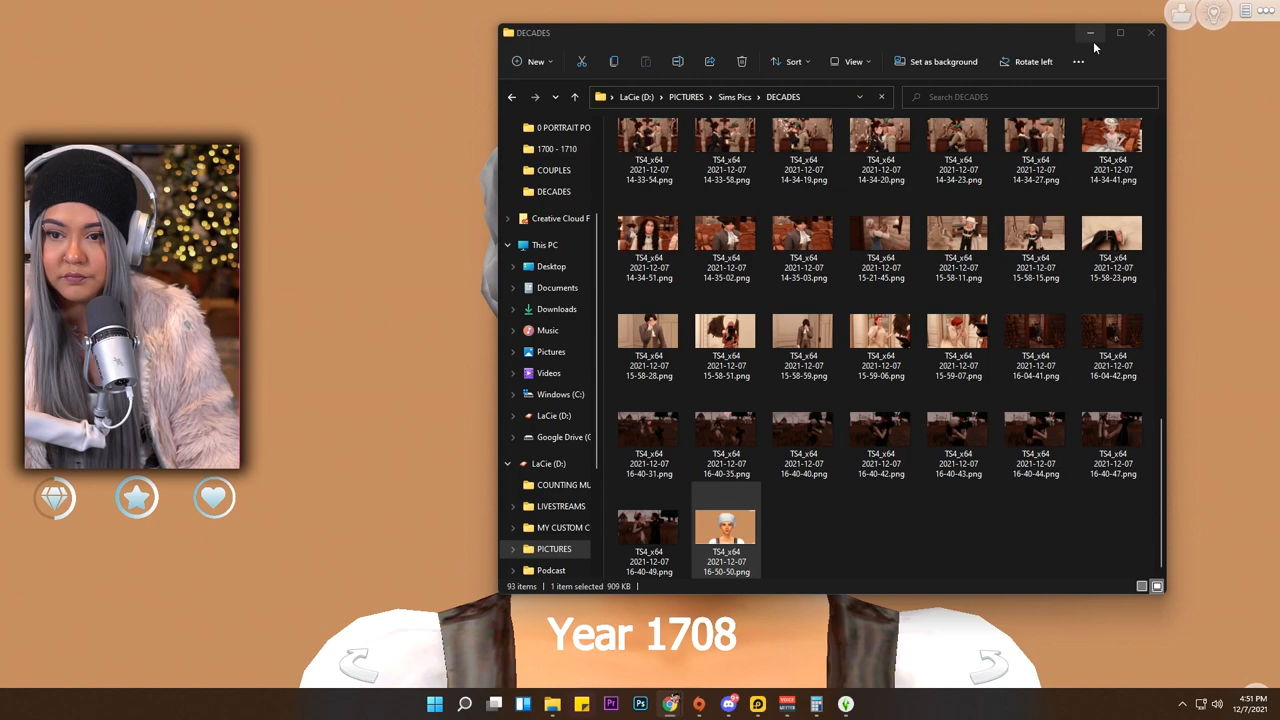 DECADES
New
Sort
View
Set as background
Rotate left
LaCie (D:) > PICTURES > Sims Pics > DECADES
Search DECADES
0 PORTRAIT PO
1700 - 1710
COUPLES
DECADES
Creative Cloud F
This PC
Desktop
Documents
Downloads
Music
Pictures
Videos
Windows (C:)
LaCie (D:)
Google Drive (G
LaCie (D:)
COUNTING MU
LIVESTREAMS
MY CUSTOM C
PICTURES
Podcast
TS4_x64 TS4_x64 TS4_x64 TS4_x64 TS4_x64 TS4_x64 TS4_x64
2021-12-07 2021-12-07 2021-12-07 2021-12-07 2021-12-07 2021-12-07 2021-12-07
14-33-54.png 14-33-58.png 14-34-19.png 14-34-20.png 14-34-23.png 14-34-27.png 14-34-41.png
TS4_x64 TS4_x64 TS4_x64 TS4_x64 TS4_x64 TS4_x64 TS4_x64
2021-12-07 2021-12-07 2021-12-07 2021-12-07 2021-12-07 2021-12-07 2021-12-07
14-34-51.png 14-35-02.png 14-35-03.png 15-21-45.png 15-58-11.png 15-58-15.png 15-58-23.png
TS4_x64 TS4_x64 TS4_x64 TS4_x64 TS4_x64 TS4_x64 TS4_x64
2021-12-07 2021-12-07 2021-12-07 2021-12-07 2021-12-07 2021-12-07 2021-12-07
15-58-28.png 15-58-51.png 15-58-59.png 15-59-06.png 15-59-07.png 16-04-41.png 16-04-42.png
TS4_x64 TS4_x64 TS4_x64 TS4_x64 TS4_x64 TS4_x64 TS4_x64
2021-12-07 2021-12-07 2021-12-07 2021-12-07 2021-12-07 2021-12-07 2021-12-07
16-40-31.png 16-40-35.png 16-40-40.png 16-40-42.png 16-40-43.png 16-40-44.png 16-40-47.png
TS4_x64 TS4_x64
2021-12-07 2021-12-07
16-40-49.png 16-50-50.png
93 items 1 item selected 909 KB
Year 1708
Pr
Ps
4:51 PM
12/7/2021